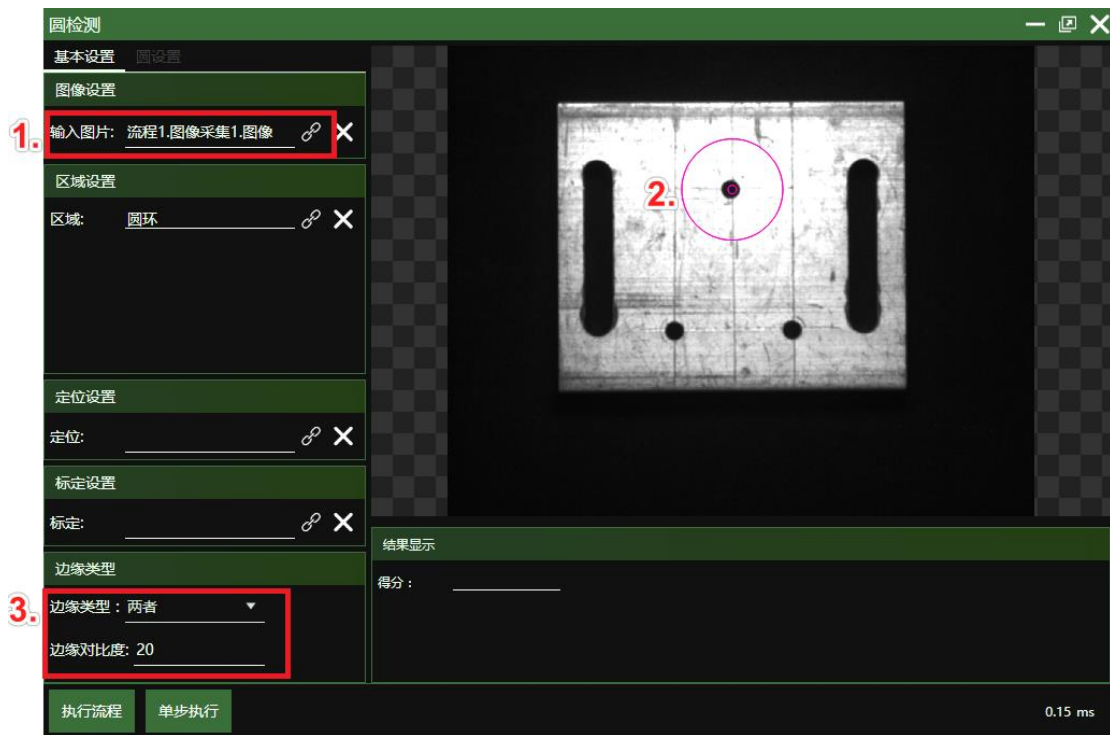 圆检测
基本设置 圆设置
图像设置
1.
输入图片: 流程1.图像采集1.图像
区域设置
区域: 圆环
2.
定位设置
定位:
标定设置
标定:
边缘类型
3.
边缘类型：两者
边缘对比度: 20
结果显示
得分：
执行流程 单步执行
0.15 ms